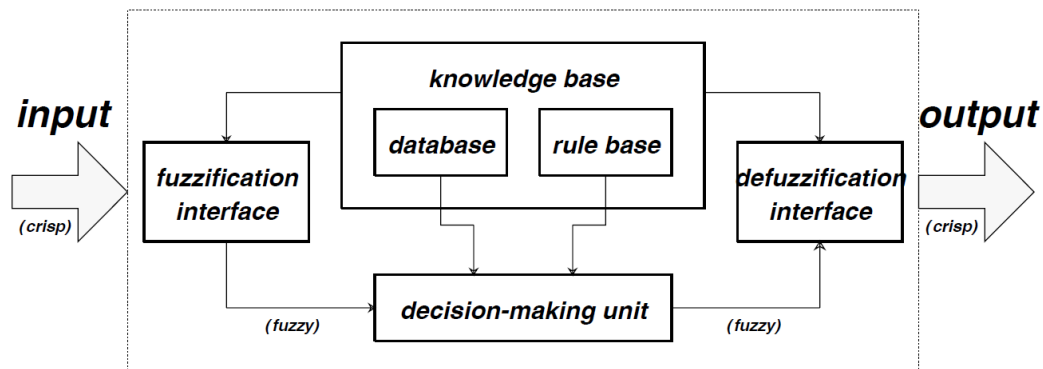 knowledge base
input
output
database
rule base
fuzzification
interface
defuzzification
interface
(crisp)
(crisp)
decision-making unit
(fuzzy)
(fuzzy)